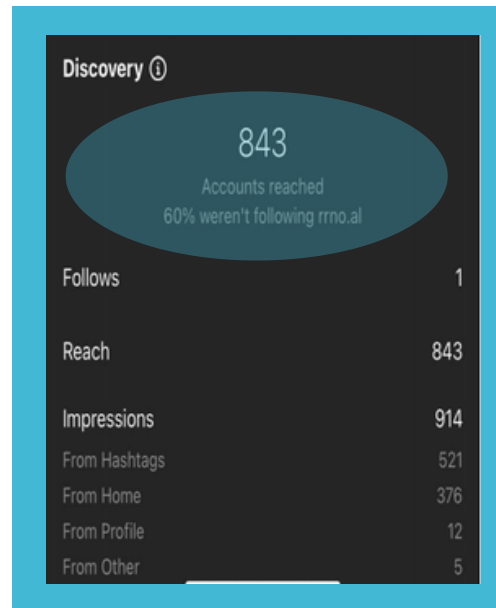 Discovery ⓘ
843
Accounts reached
60% weren't following rrno.al
Follows 1
Reach 843
Impressions 914
From Hashtags 521
From Home 376
From Profile 12
From Other 5